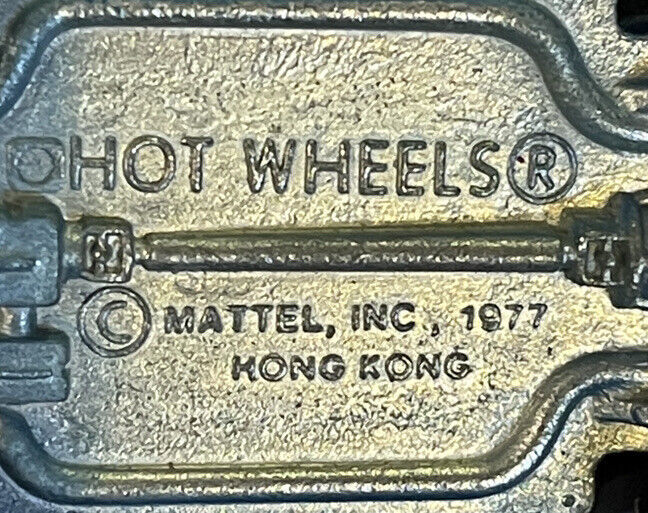 HOT WHEELS®
© MATTEL, INC., 1977
HONG KONG